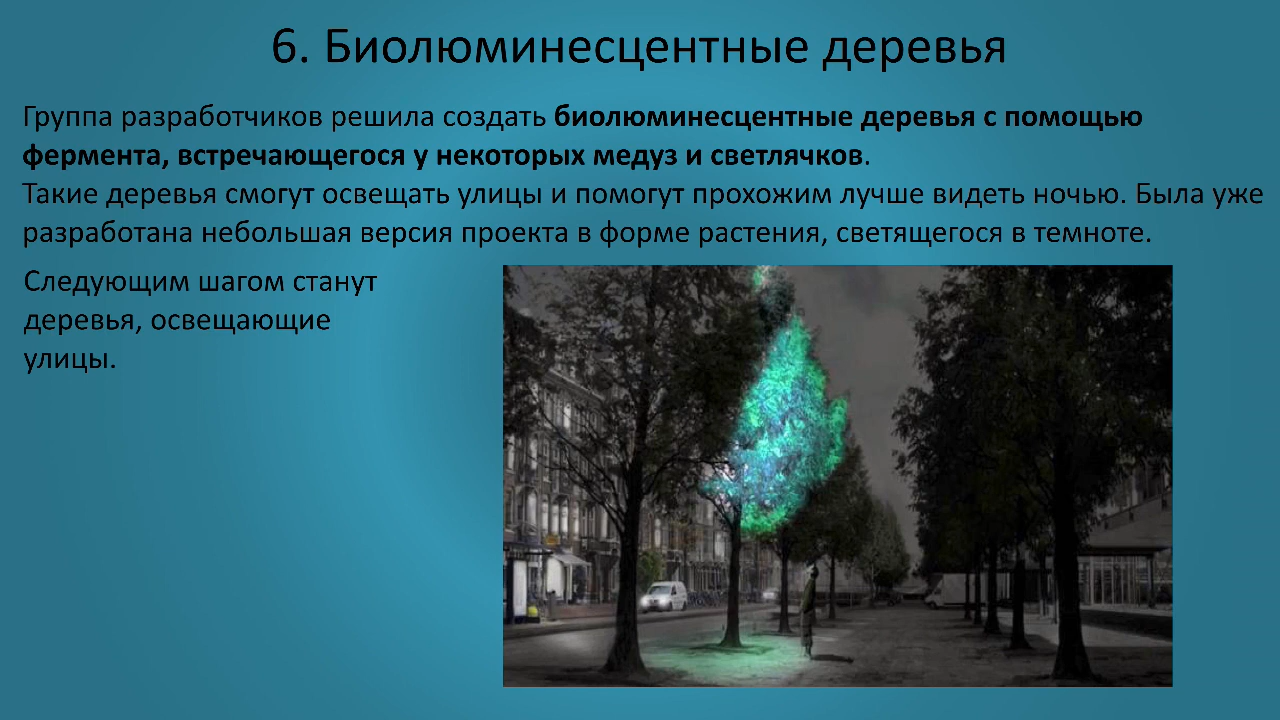 6. Биолюминесцентные деревья
Группа разработчиков решила создать биолюминесцентные деревья с помощью
фермента, встречающегося у некоторых медуз и светлячков.
Такие деревья смогут освещать улицы и помогут прохожим лучше видеть ночью. Была уже
разработана небольшая версия проекта в форме растения, светящегося в темноте.
Следующим шагом станут
деревья, освещающие
улицы.